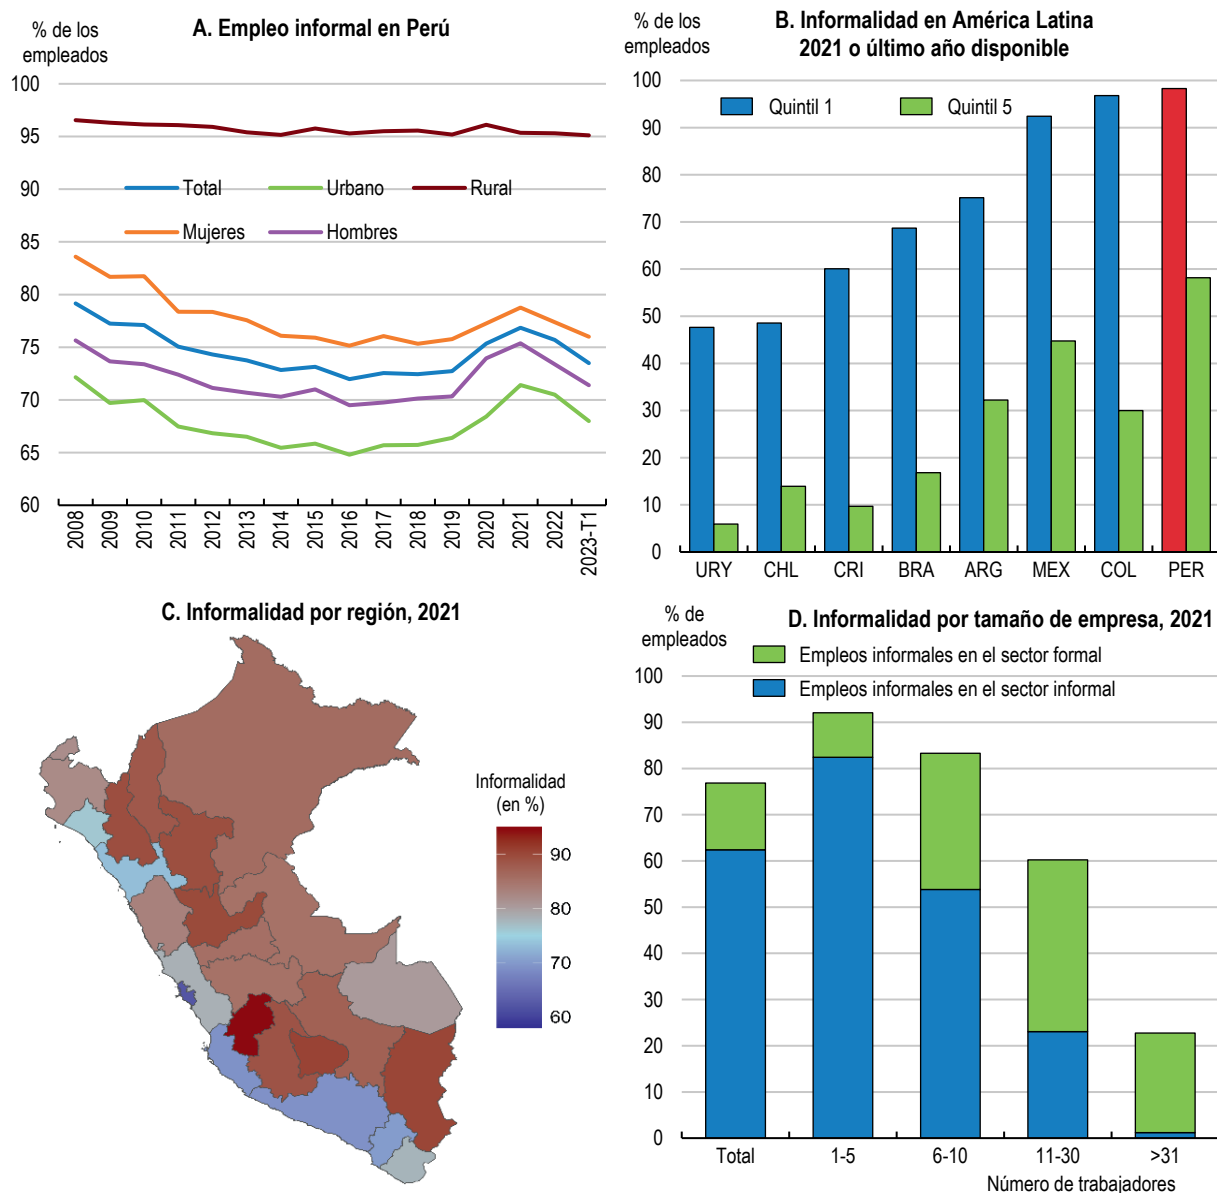 A. Empleo informal en Perú
% de los
empleados
100
95
90
85
80
75
70
65
60
Total
Urbano
Rural
Mujeres
Hombres
2008
2009
2010
2011
2012
2013
2014
2015
2016
2017
2018
2019
2020
2021
2022
2023-T1
B. Informalidad en América Latina
2021 o último año disponible
% de los
empleados
Quintil 1
Quintil 5
100
90
80
70
60
50
40
30
20
10
0
URY
CHL
CRI
BRA
ARG
MEX
COL
PER
C. Informalidad por región, 2021
Informalidad
(en %)
90
80
70
60
D. Informalidad por tamaño de empresa, 2021
% de
empleados
Empleos informales en el sector formal
Empleos informales en el sector informal
100
90
80
70
60
50
40
30
20
10
0
Total
1-5
6-10
11-30
>31
Número de trabajadores